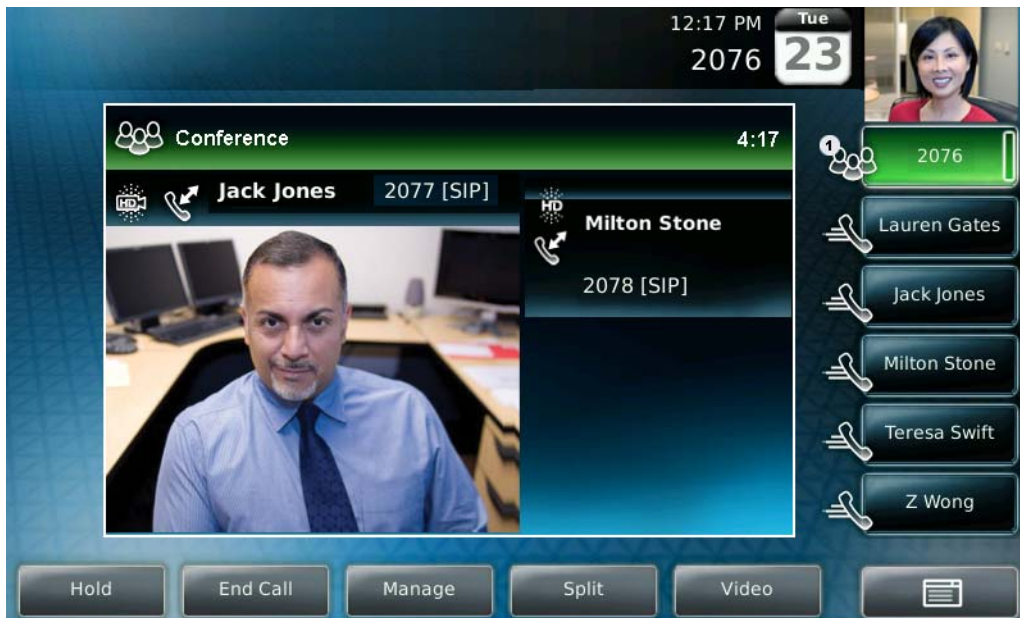 12:17 PM
Tue
2076
23
Conference
4:17
1
2076
HD
Jack Jones
2077 [SIP]
HD
Milton Stone
2078 [SIP]
Lauren Gates
Jack Jones
Milton Stone
Teresa Swift
Z Wong
Hold
End Call
Manage
Split
Video